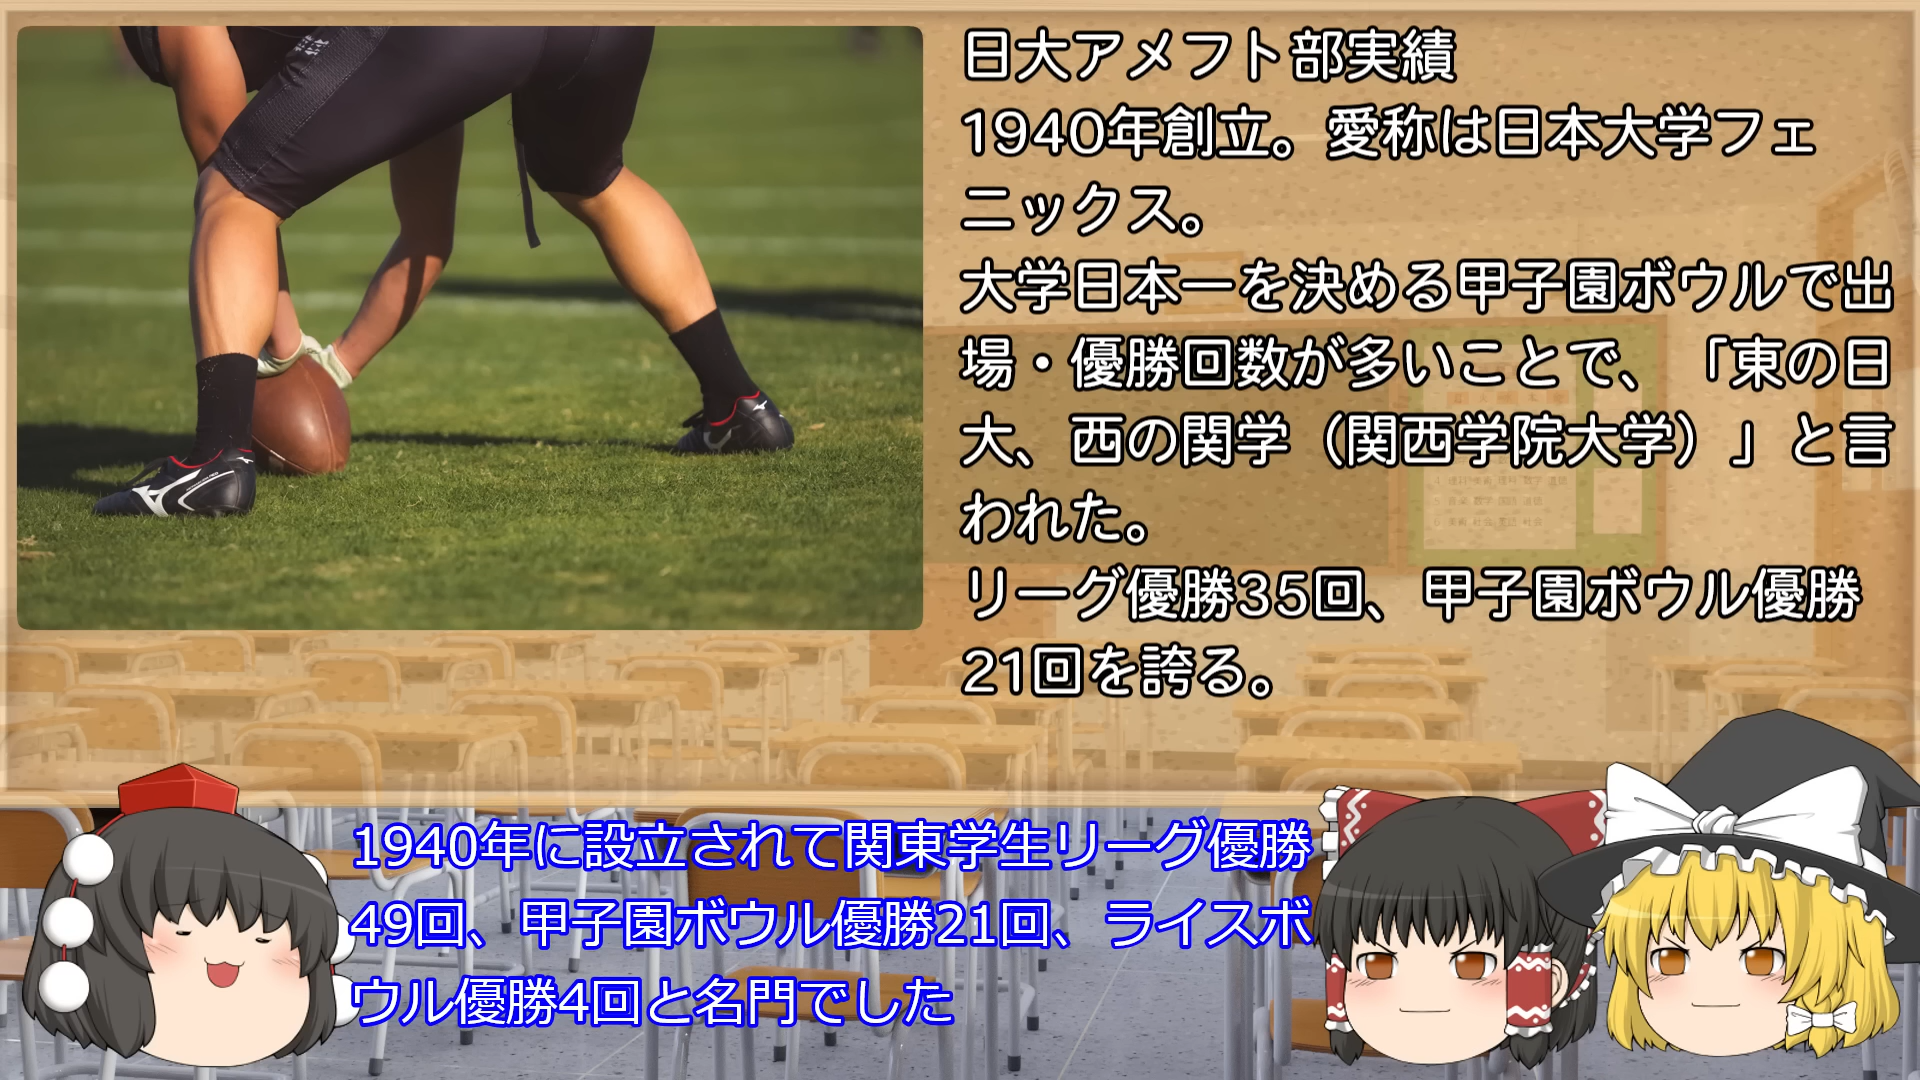 日大アメフト部実績
1940年創立。愛称は日本大学フェ
ニックス。
大学日本一を決める甲子園ボウルで出
場・優勝回数が多いことで、「東の日
大、西の関学（関西学院大学）」と言
われた。
リーグ優勝35回、甲子園ボウル優勝
21回を誇る。
1940年に設立されて関東学生リーグ優勝
49回、甲子園ボウル優勝21回、ライスボ
ウル優勝4回と名門でした